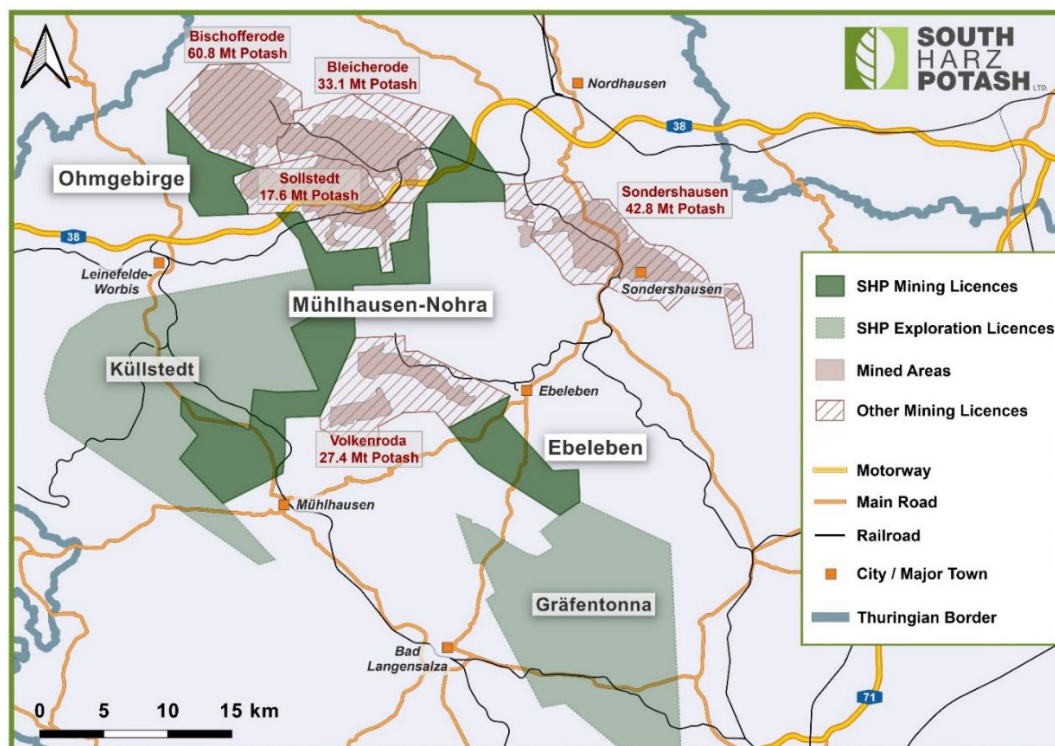 Bischofferode
60.8 Mt Potash
Bleicherode
33.1 Mt Potash
Nordhausen
SOUTH
HARZ
POTASH LTD.
38
Ohmgebirge
Sollstedt
17.6 Mt Potash
Sondershausen
42.8 Mt Potash
38
Leinefelde-
Worbis
Sondershausen
Mühlhausen-Nohra
Küllstedt
Ebeleben
Volkenroda
27.4 Mt Potash
Ebeleben
Mühlhausen
Gräfentonna
Bad
Langensalza
SHP Mining Licences
SHP Exploration Licences
Mined Areas
Other Mining Licences
Motorway
Main Road
Railroad
City / Major Town
Thuringian Border
71
0 5 10 15 km